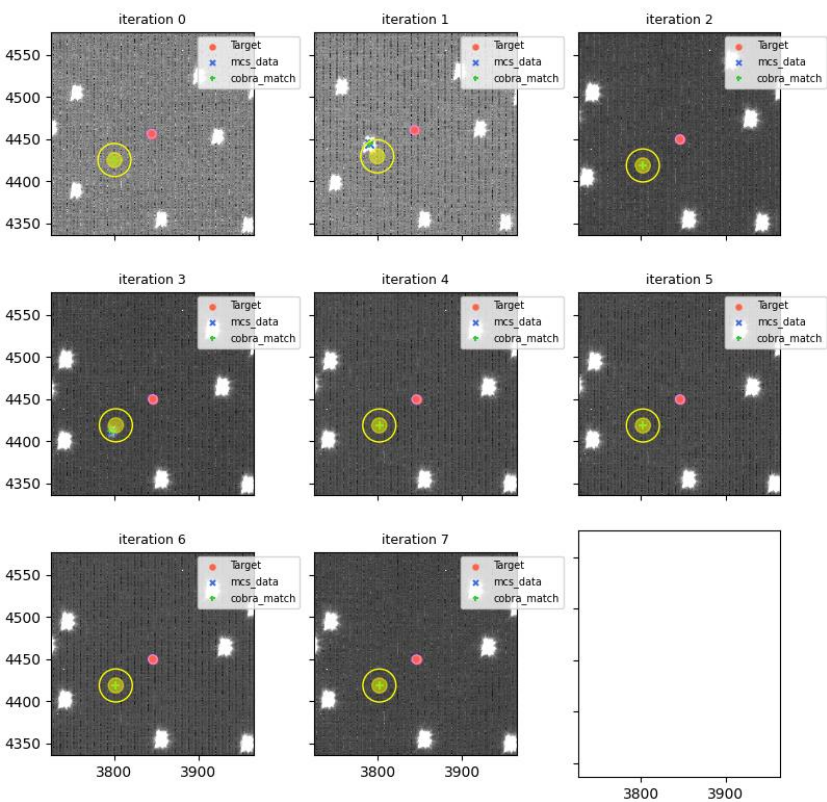 iteration 0
iteration 1
iteration 2
4550
4500
4450
4400
4350
Target
mcs_data
cobra_match
Target
mcs_data
cobra_match
Target
mcs_data
cobra_match
iteration 3
iteration 4
iteration 5
4550
4500
4450
4400
4350
Target
mcs_data
cobra_match
Target
mcs_data
cobra_match
Target
mcs_data
cobra_match
iteration 6
iteration 7
4550
4500
4450
4400
4350
Target
mcs_data
cobra_match
Target
mcs_data
cobra_match
3800 3900
3800 3900
3800 3900